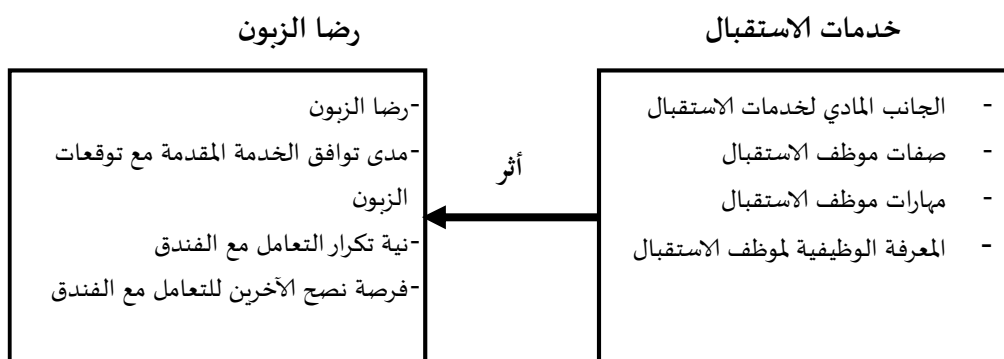 خدمات الاستقبال
- الجانب المادي لخدمات الاستقبال
- صفات موظف الاستقبال
- مهارات موظف الاستقبال
- المعرفة الوظيفية لموظف الاستقبال
أثر
رضا الزبون
-رضا الزبون
-مدى توافق الخدمة المقدمة مع توقعات
الزبون
-نية تكرار التعامل مع الفندق
-فرصة نصح الآخرين للتعامل مع الفندق